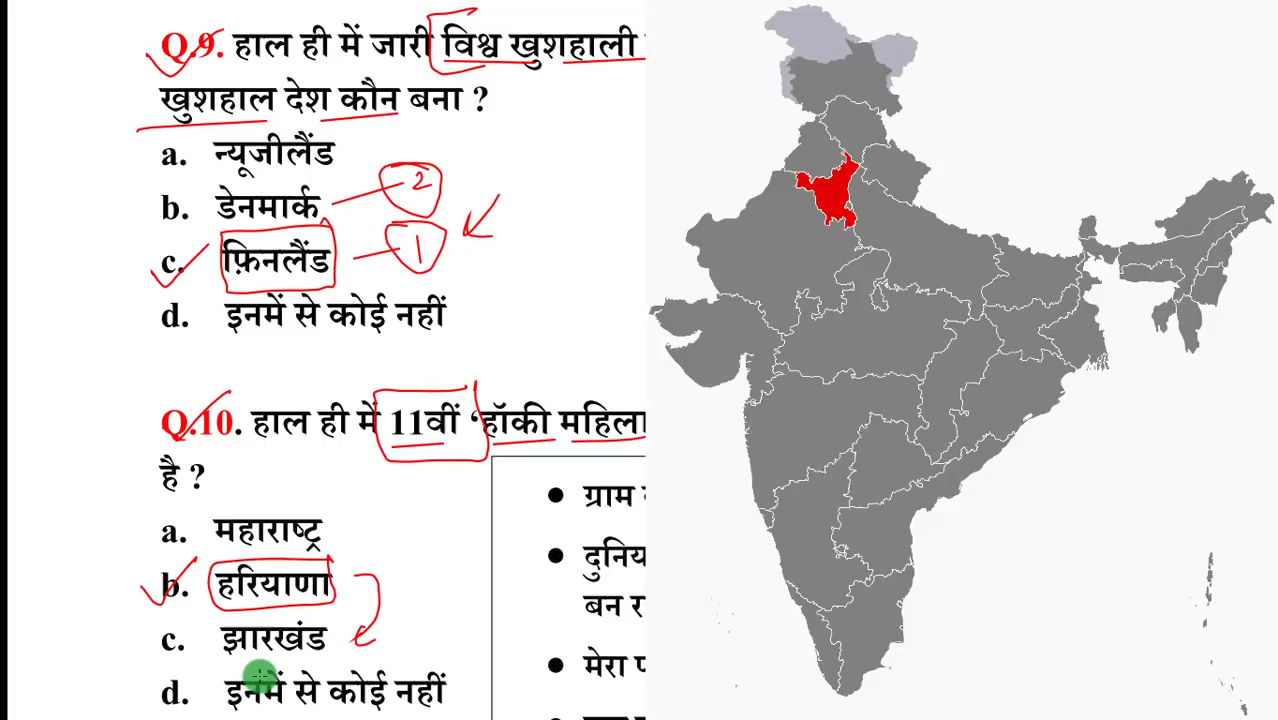 Q.9. हाल ही में जारी विश्व खुशहाली
खुशहाल देश कौन बना ?
a. न्यूजीलैंड
b. डेनमार्क 2
c. फ़िनलैंड 1
d. इनमें से कोई नहीं
Q.10. हाल ही में 11वीं ‘हॉकी महिला
है ?
a. महाराष्ट्र
b. हरियाणा
c. झारखंड
d. इनमें से कोई नहीं
ग्राम
दुनिय
बन र
मेरा